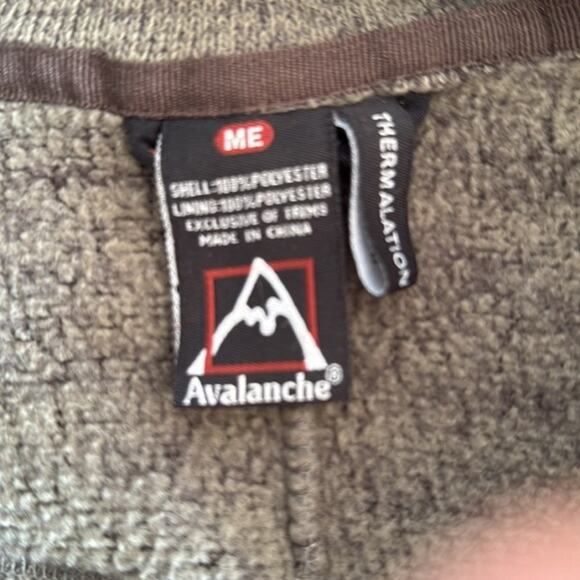 ME
SHELL:100%POLYESTER
LINING:100%POLYESTER
EXCLUSIVE OF TRIMS
MADE IN CHINA
Avalanche®
THERMALATION